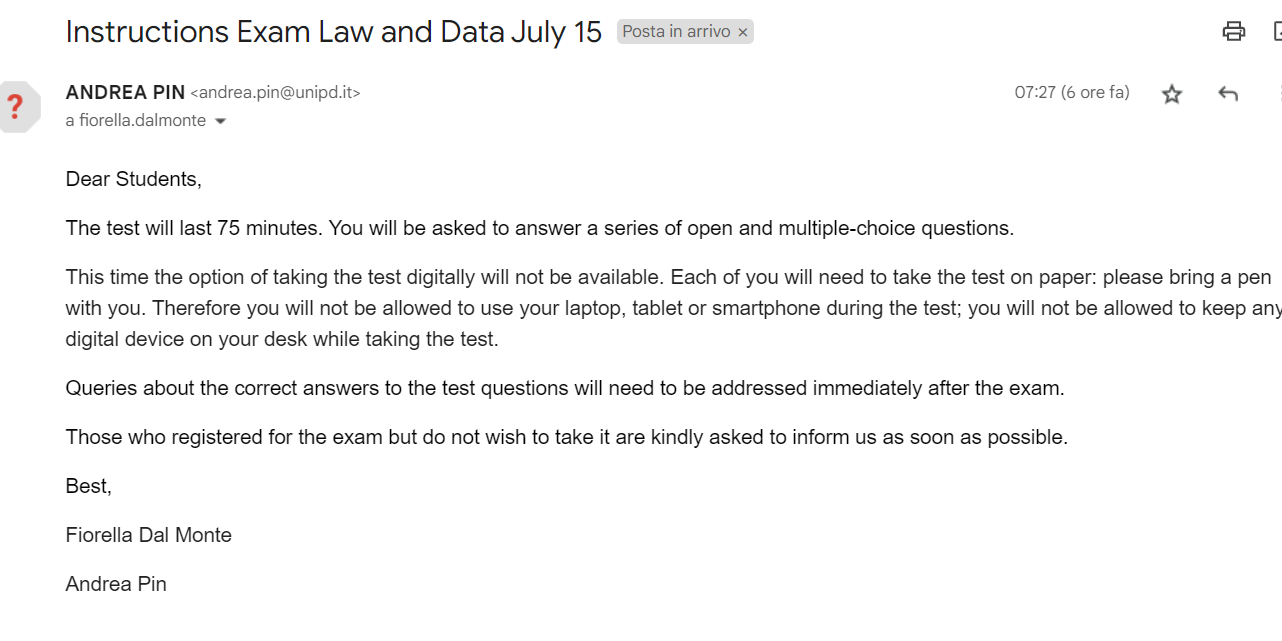 Instructions Exam Law and Data July 15 Posta in arrivo ×
?
ANDREA PIN <andrea.pin@unipd.it> 07:27 (6 ore fa)
a fiorella.dalmonte
Dear Students,
The test will last 75 minutes. You will be asked to answer a series of open and multiple-choice questions.
This time the option of taking the test digitally will not be available. Each of you will need to take the test on paper: please bring a pen
with you. Therefore you will not be allowed to use your laptop, tablet or smartphone during the test; you will not be allowed to keep any
digital device on your desk while taking the test.
Queries about the correct answers to the test questions will need to be addressed immediately after the exam.
Those who registered for the exam but do not wish to take it are kindly asked to inform us as soon as possible.
Best,
Fiorella Dal Monte
Andrea Pin